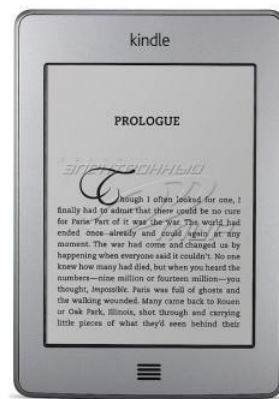 kindle
PROLOGUE
ЭЛЕКТРОННЫЕ
Though I often looked for one, I
finally had to admit that there could be no cure
for Paris. Part of it was the war. The world had
ended once already and could again at any
moment. The war had come and changed us by
happening when everyone said it couldn't. No one
knew how many had died, but when you heard the
numbers—nine million or fourteen million—you
thought, Impossible. Paris was full of ghosts and
the walking wounded. Many came back to Rouen
or Oak Park, Illinois, shot through and carrying
little pieces of what they'd seen behind their